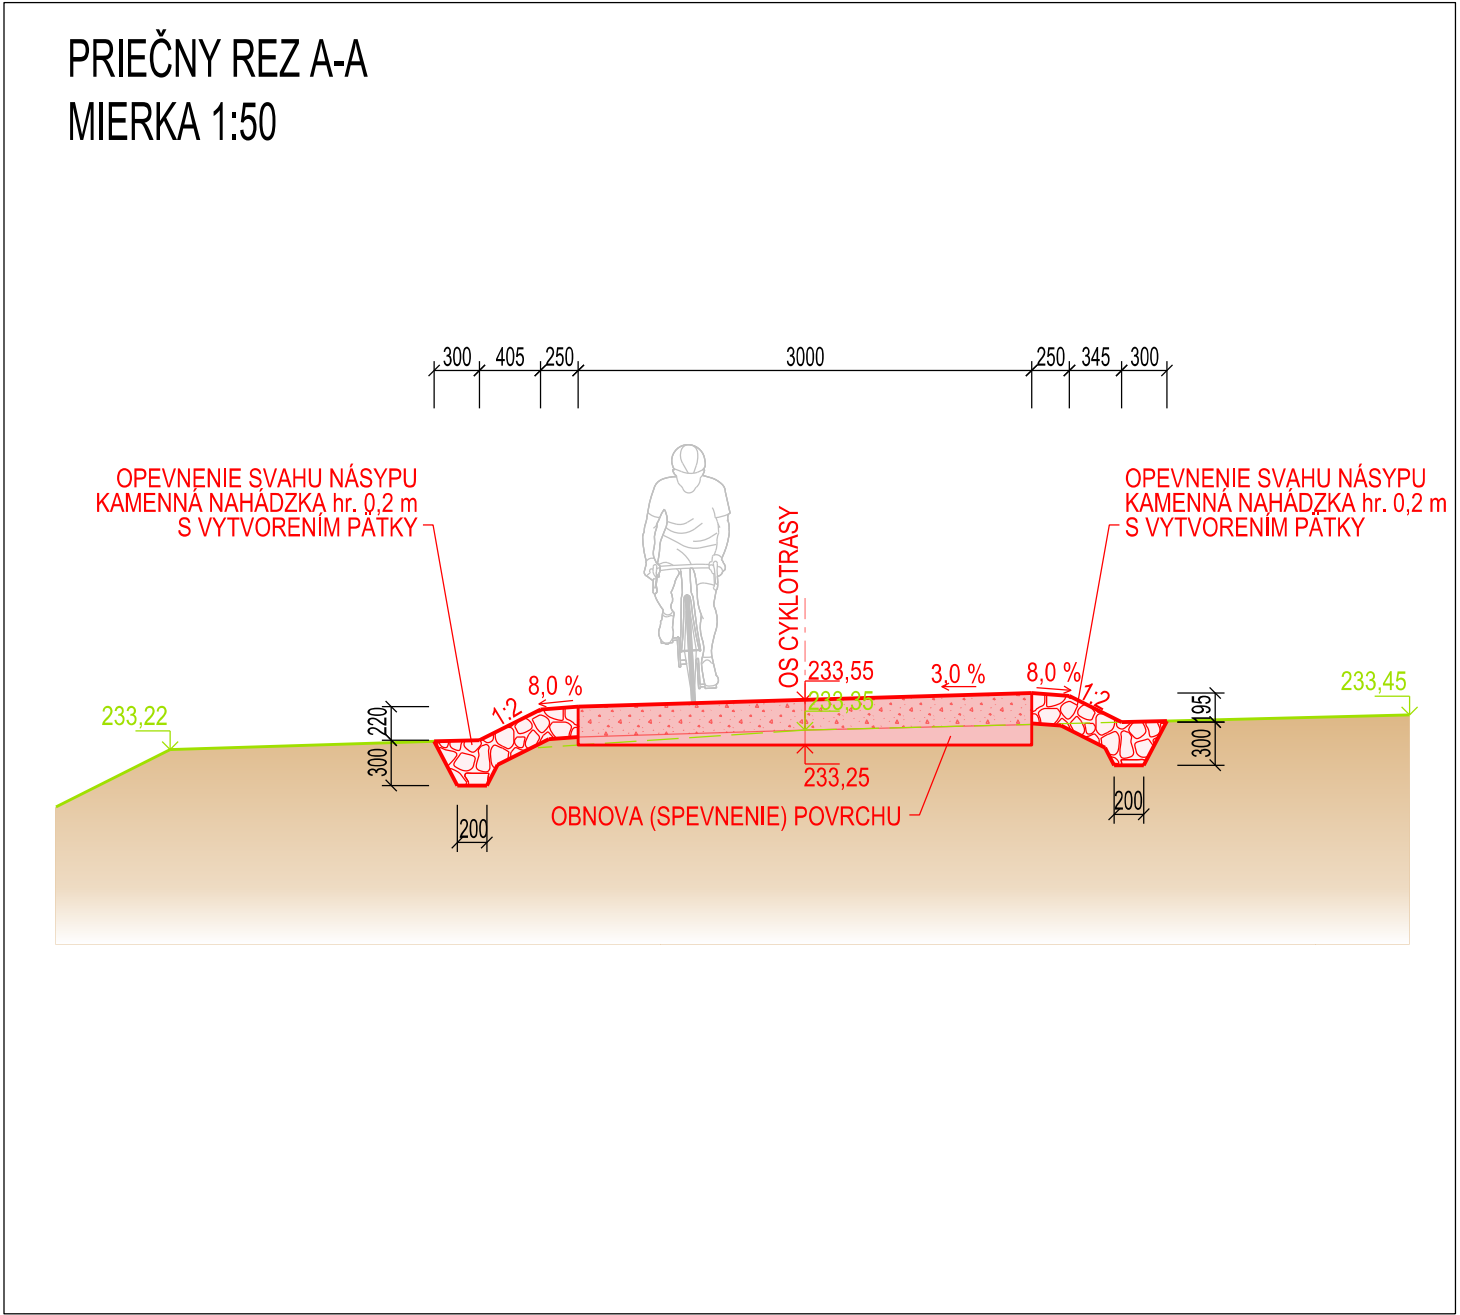 PRIEČNY REZ A-A
MIERKA 1:50
300 405 250 3000 250 345 300
OPEVNENIE SVAHU NÁSYPU
KAMENNÁ NAHÁDZKA hr. 0,2 m
S VYTVORENÍM PÄTKY
OPEVNENIE SVAHU NÁSYPU
KAMENNÁ NAHÁDZKA hr. 0,2 m
S VYTVORENÍM PÄTKY
OS CYKLOTRASY
233,55
3,0 %
8,0 %
1:2
233,45
8,0 %
1:2
233,35
233,22
220
300
195
300
233,25
OBNOVA (SPEVNENIE) POVRCHU
200
200